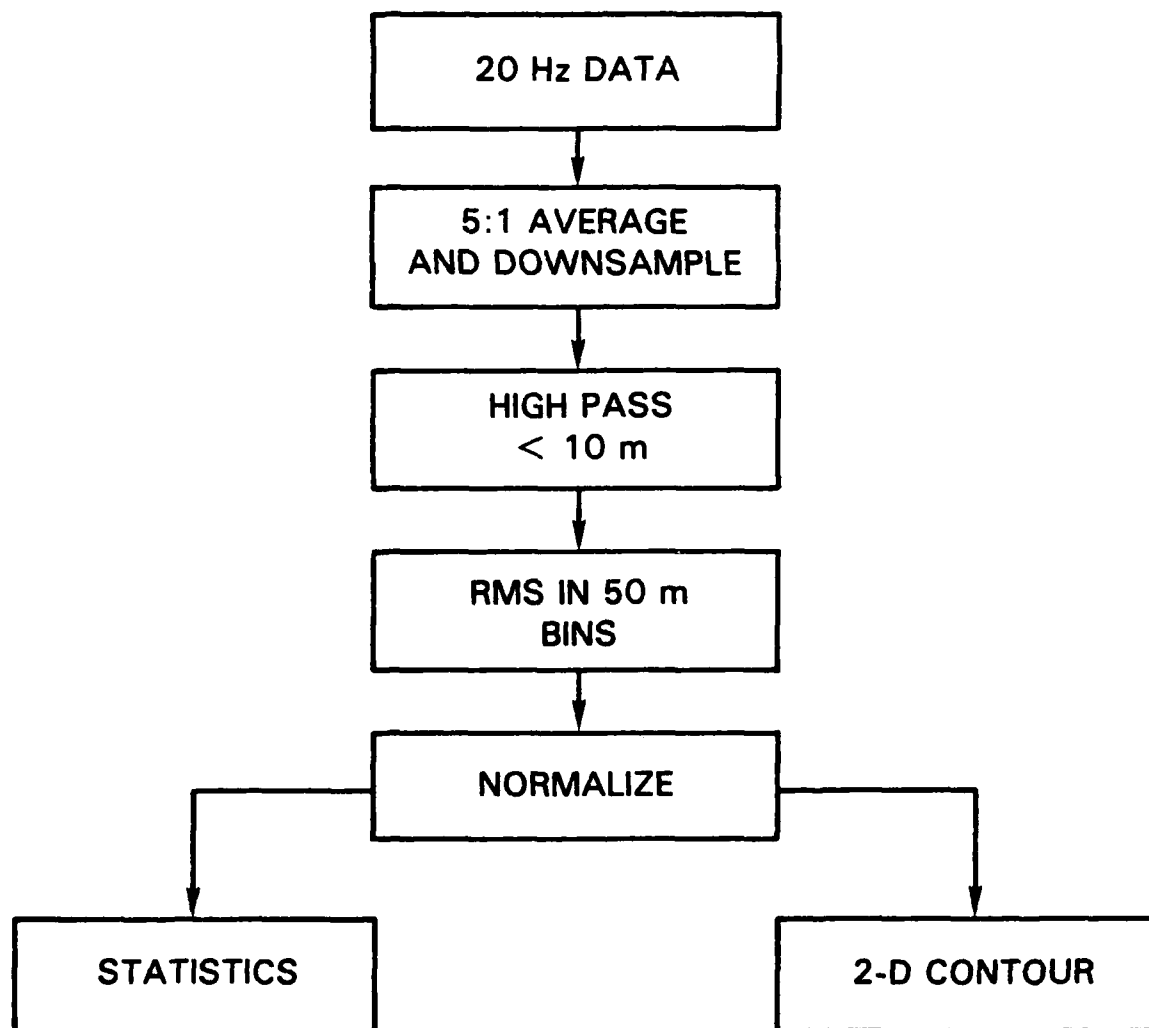 20 Hz DATA
5:1 AVERAGE
AND DOWNSAMPLE
HIGH PASS
< 10 m
RMS IN 50 m
BINS
NORMALIZE
STATISTICS
2-D CONTOUR